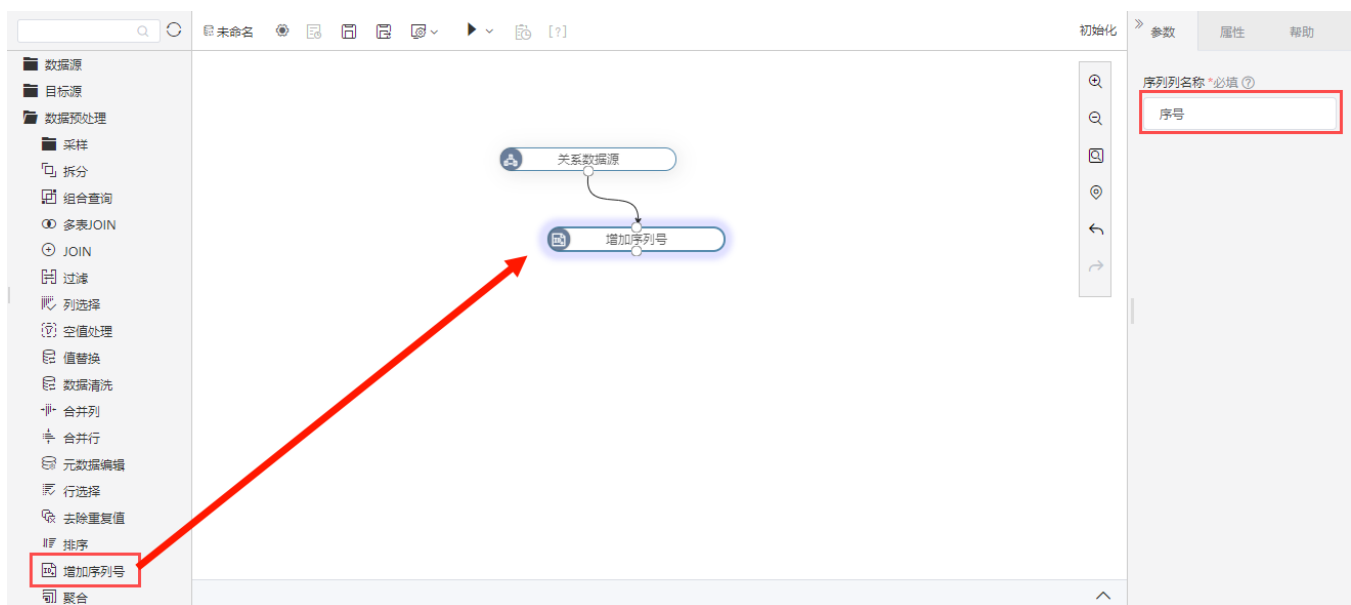 未命名
[?]
初始化
数据源
目标源
数据预处理
采样
拆分
组合查询
多表JOIN
JOIN
过滤
列选择
空值处理
值替换
数据清洗
合并列
合并行
元数据编辑
行选择
去除重复值
排序
增加序列号
聚合
关系数据源
增加序列号
参数 属性 帮助
序列列名称 *必填 ?
序号